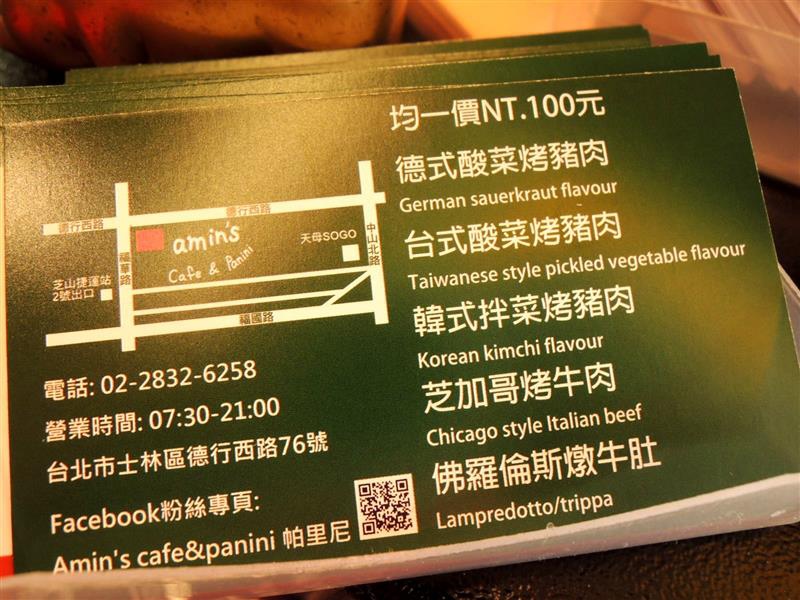 均一價NT.100元
德式酸菜烤豬肉
German sauerkraut flavour
台式酸菜烤豬肉
Taiwanese style pickled vegetable flavour
韓式拌菜烤豬肉
Korean kimchi flavour
芝加哥烤牛肉
Chicago style Italian beef
佛羅倫斯燉牛肚
Lampredotto/trippa
德行西路
德行西路
amin's
Cafe & Panini
天母SOGO
中山北路
福華路
芝山捷運站
2號出口
福國路
電話: 02-2832-6258
營業時間: 07:30-21:00
台北市士林區德行西路76號
Facebook粉絲專頁:
Amin's cafe&panini 帕里尼